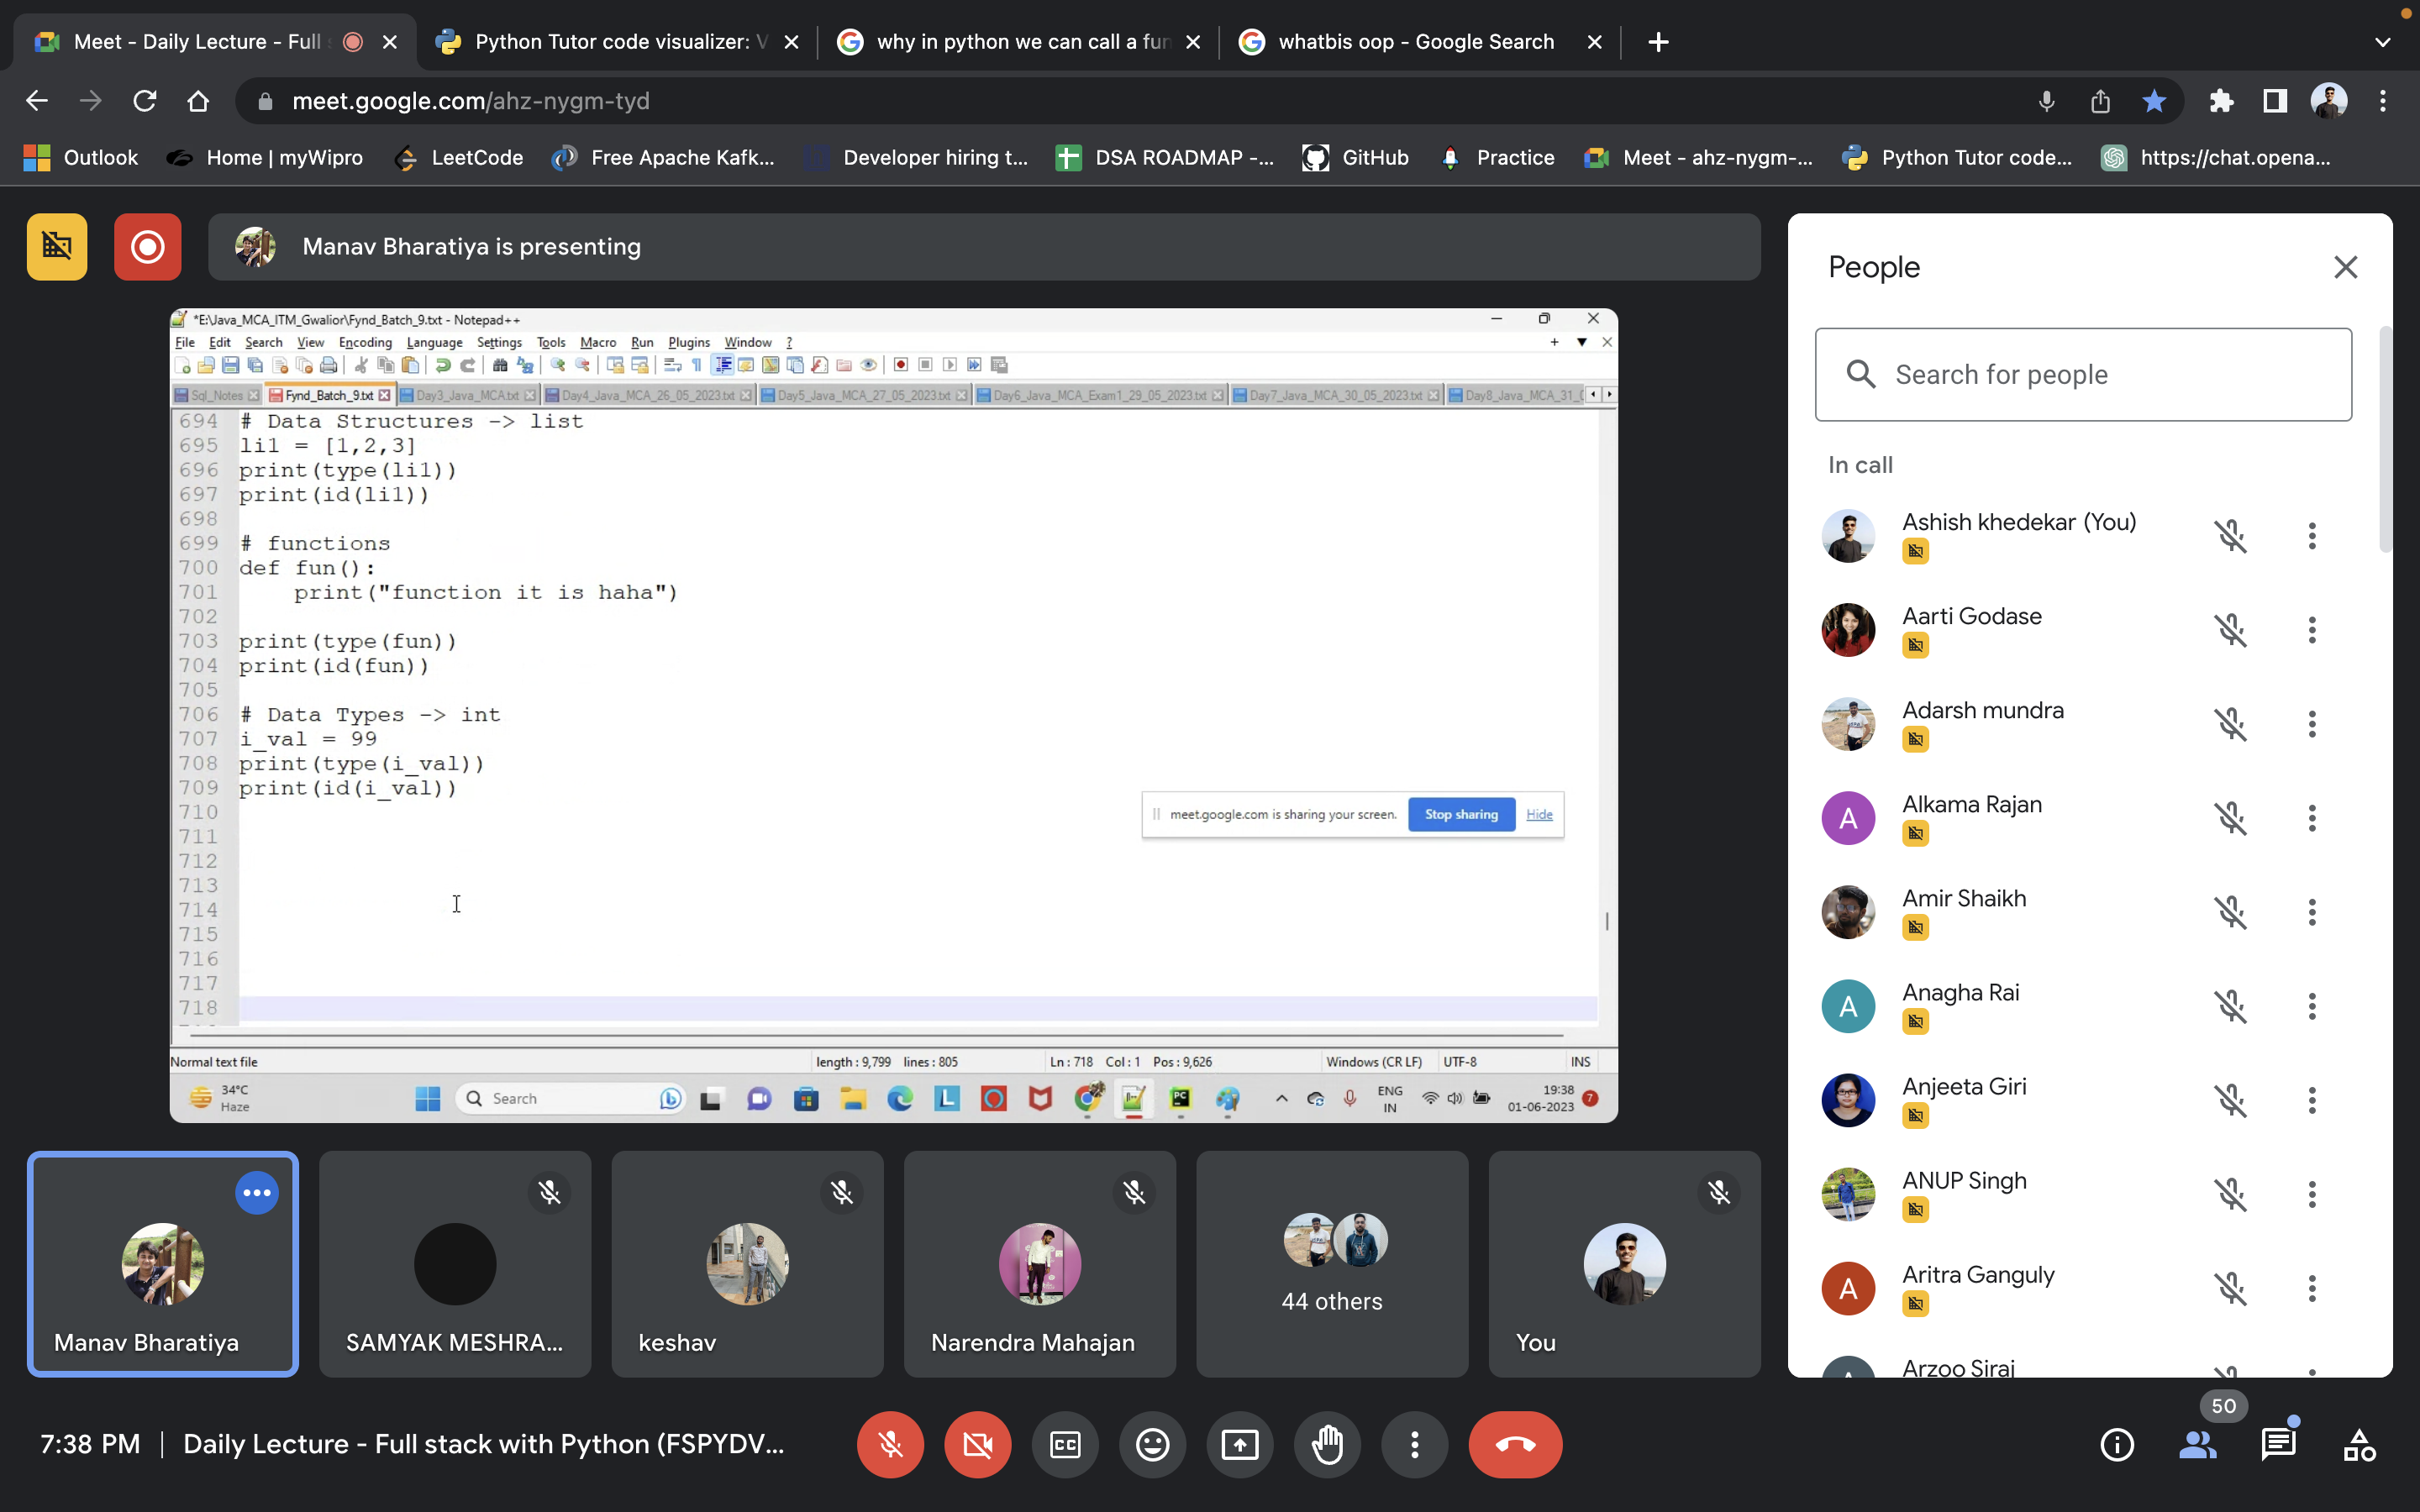 Meet - Daily Lecture - Full
Python Tutor code visualizer: V
why in python we can call a fun
whatbis oop - Google Search
meet.google.com/ahz-nygm-tyd
Outlook
Home | myWipro
LeetCode
Free Apache Kafk...
Developer hiring t...
DSA ROADMAP -...
GitHub
Practice
Meet - ahz-nygm-...
Python Tutor code...
https://chat.opena...
Manav Bharatiya is presenting
*E:\Java_MCA_ITM_Gwalior\Fynd_Batch_9.txt - Notepad++
File Edit Search View Encoding Language Settings Tools Macro Run Plugins Window ?
Sql_Notes
Fynd_Batch_9.txt
Day3_Java_MCA.txt
Day4_Java_MCA_26_05_2023.txt
Day5_Java_MCA_27_05_2023.txt
Day6_Java_MCA_Exam1_29_05_2023.txt
Day7_Java_MCA_30_05_2023.txt
Day8_Java_MCA_31_0
694 # Data Structures -> list
695 li1 = [1,2,3]
696 print(type(li1))
697 print(id(li1))
698
699 # functions
700 def fun():
701 print("function it is haha")
702
703 print(type(fun))
704 print(id(fun))
705
706 # Data Types -> int
707 i_val = 99
708 print(type(i_val))
709 print(id(i_val))
710
711
712
713
714
715
716
717
718
meet.google.com is sharing your screen. Stop sharing Hide
Normal text file length : 9,799 lines : 805 Ln : 718 Col : 1 Pos : 9,626 Windows (CR LF) UTF-8 INS
34°C
Haze
Search
ENG
IN
19:38
01-06-2023
7
People
Search for people
In call
Ashish khedekar (You)
Aarti Godase
Adarsh mundra
A
Alkama Rajan
Amir Shaikh
A
Anagha Rai
Anjeeta Giri
ANUP Singh
A
Aritra Ganguly
Arzoo Siraj
Manav Bharatiya
SAMYAK MESHRA...
keshav
Narendra Mahajan
44 others
You
7:38 PM | Daily Lecture - Full stack with Python (FSPYDV...
CC
50